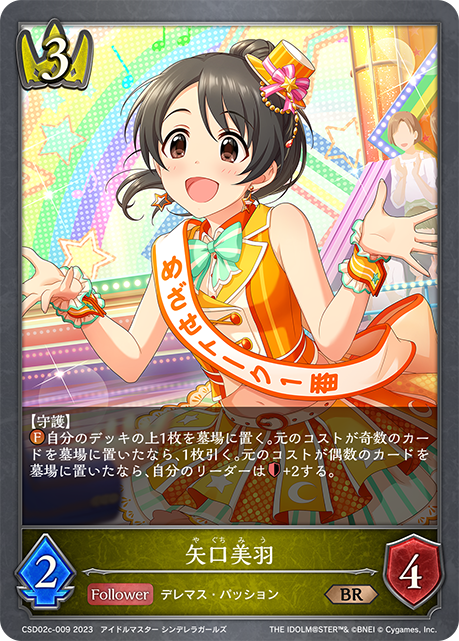 3
めざせトーク1番
【守護】
F 自分のデッキの上1枚を墓場に置く。元のコストが奇数のカー
ドを墓場に置いたなら、1枚引く。元のコストが偶数のカードを
墓場に置いたなら、自分のリーダーは+2する。
や ぐち み う
矢口美羽
2
Follower
デレマス・パッション
BR
4
CSD02c-009 2023 アイドルマスター シンデレラガールズ
THE IDOLM@STER™& ©BNEI © Cygames, Inc.